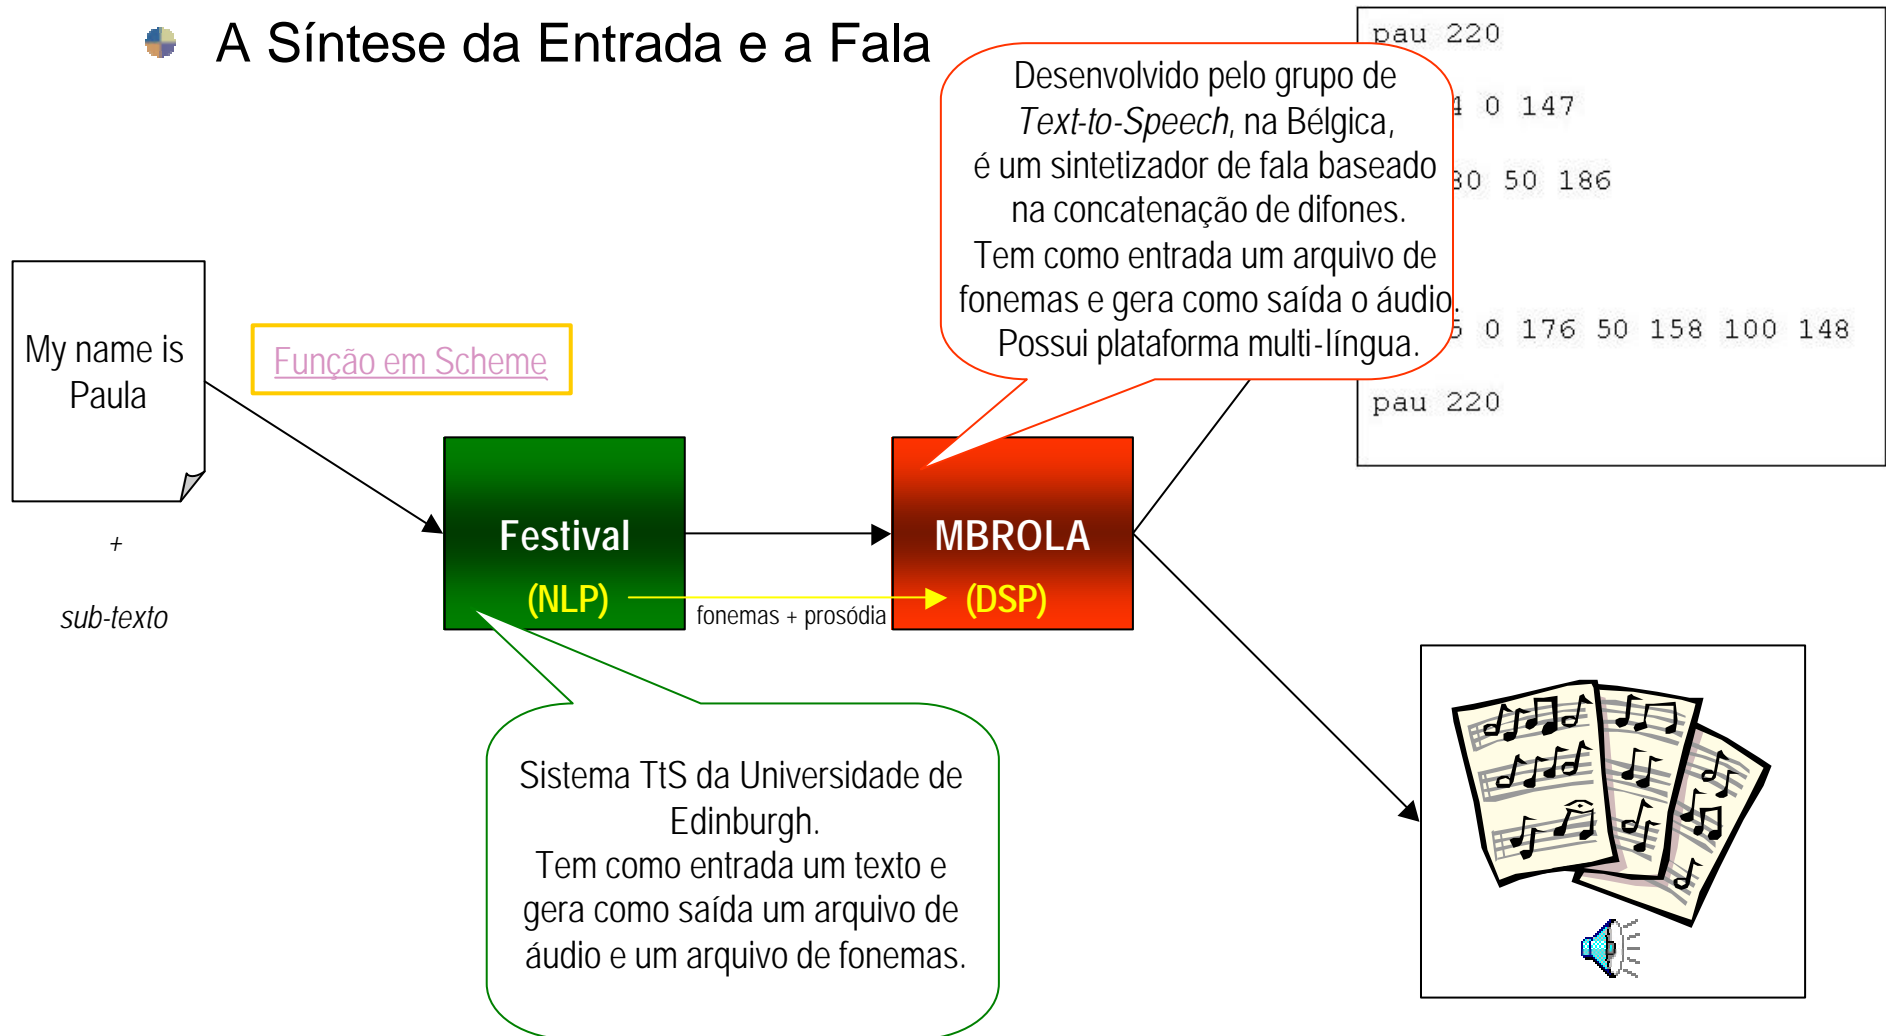 A Síntese da Entrada e a Fala
pau 220
0 147
50 186
0 176 50 158 100 148
pau 220
Desenvolvido pelo grupo de
Text-to-Speech, na Bélgica,
é um sintetizador de fala baseado
na concatenação de difones.
Tem como entrada um arquivo de
fonemas e gera como saída o áudio.
Possui plataforma multi-língua.
My name is
Paula
+
sub-texto
Função em Scheme
Festival
(NLP)
fonemas + prosódia
MBROLA
(DSP)
Sistema TtS da Universidade de
Edinburgh.
Tem como entrada um texto e
gera como saída um arquivo de
áudio e um arquivo de fonemas.